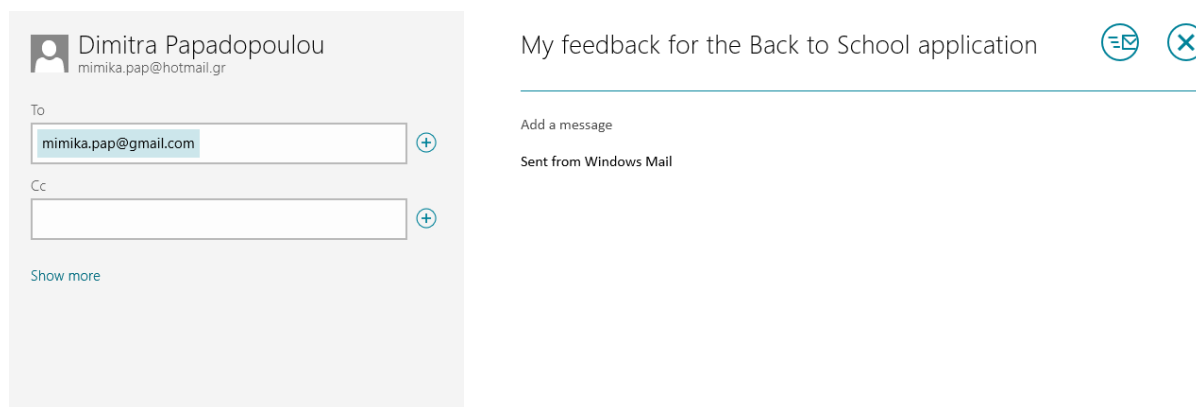 Dimitra Papadopoulou
mimika.pap@hotmail.gr
To
mimika.pap@gmail.com
Cc
Show more
My feedback for the Back to School application
Add a message
Sent from Windows Mail